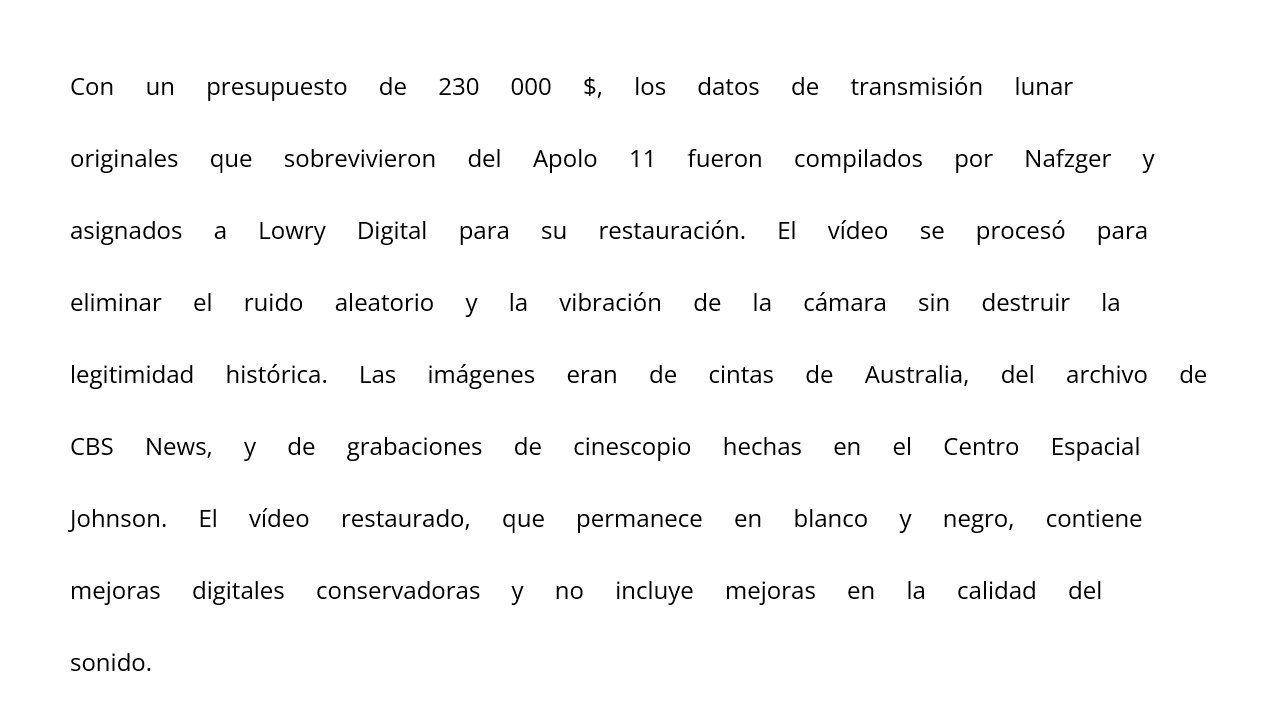 Con un presupuesto de 230 000 $, los datos de transmisión lunar
originales que sobrevivieron del Apolo 11 fueron compilados por Nafzger y
asignados a Lowry Digital para su restauración. El vídeo se procesó para
eliminar el ruido aleatorio y la vibración de la cámara sin destruir la
legitimidad histórica. Las imágenes eran de cintas de Australia, del archivo de
CBS News, y de grabaciones de cinescopio hechas en el Centro Espacial
Johnson. El vídeo restaurado, que permanece en blanco y negro, contiene
mejoras digitales conservadoras y no incluye mejoras en la calidad del
sonido.